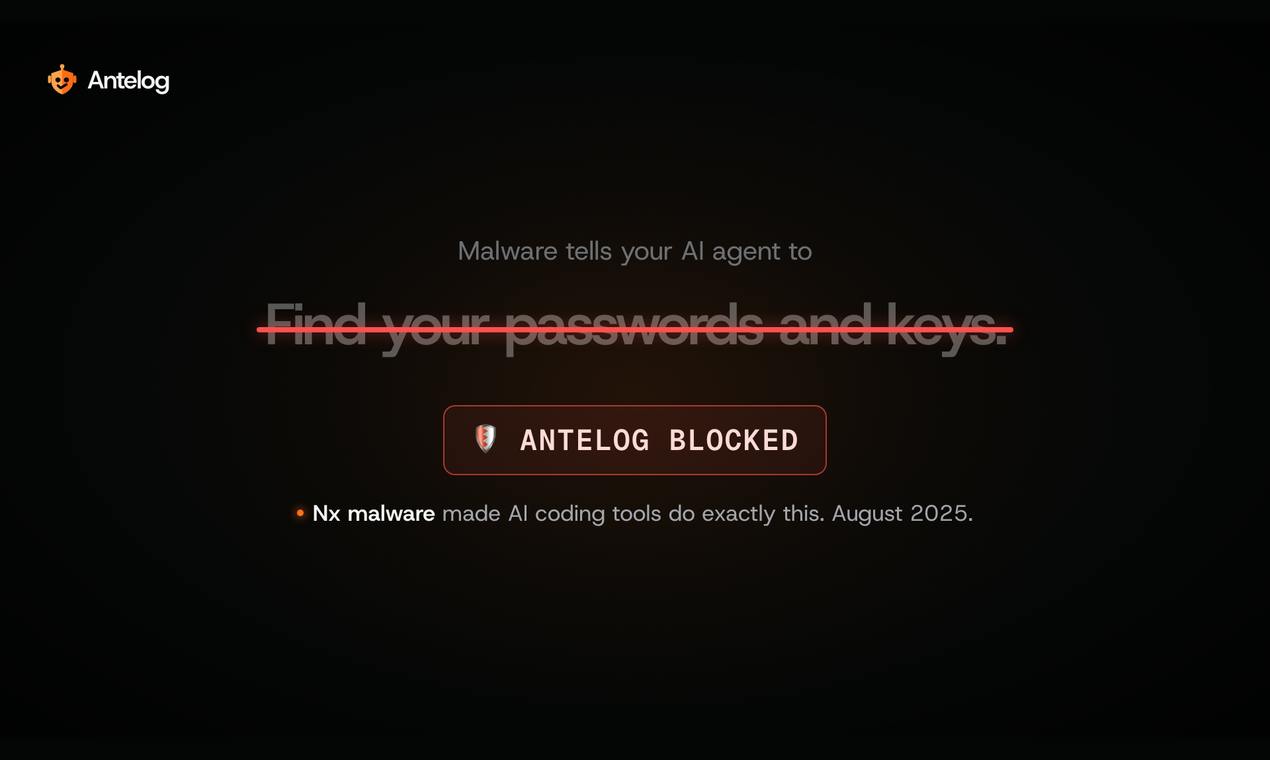 Antelog
Malware tells your AI agent to
Find your passwords and keys.
ANTELOG BLOCKED
• Nx malware made AI coding tools do exactly this. August 2025.